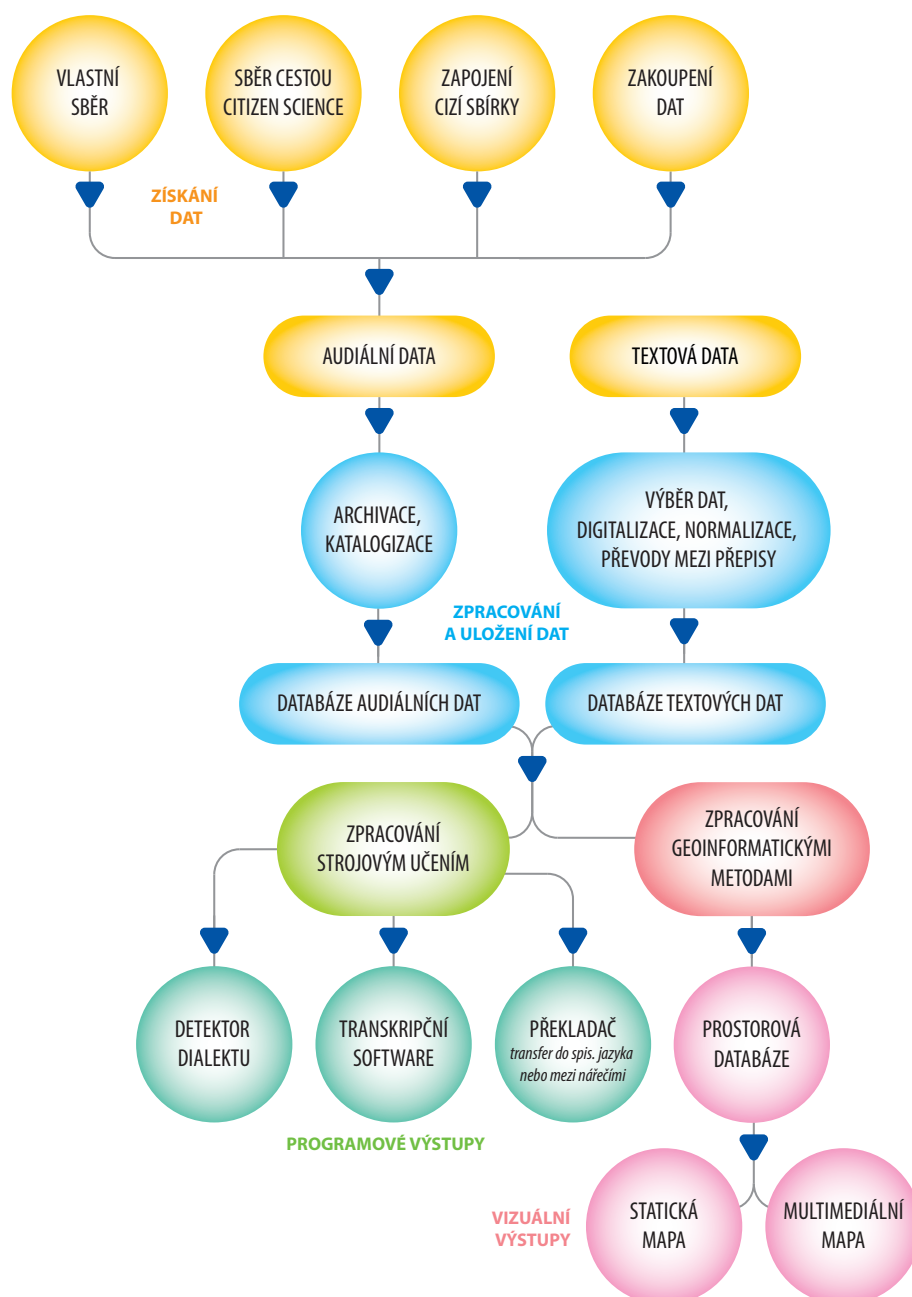 VLASTNÍ
SBĚR
SBĚR CESTOU
CITIZEN SCIENCE
ZAPOJENÍ
CIZÍ SBÍRKY
ZAKOUPENÍ
DAT
ZÍSKÁNÍ
DAT
AUDIÁLNÍ DATA
TEXTOVÁ DATA
ARCHIVACE,
KATALOGIZACE
VÝBĚR DAT,
DIGITALIZACE, NORMALIZACE,
PŘEVODY MEZI PŘEPISY
ZPRACOVÁNÍ
A ULOŽENÍ DAT
DATABÁZE AUDIÁLNÍCH DAT
DATABÁZE TEXTOVÝCH DAT
ZPRACOVÁNÍ
STROJOVÝM UČENÍM
ZPRACOVÁNÍ
GEOINFORMATICKÝMI
METODAMI
DETEKTOR
DIALEKTU
TRANSKRIPČNÍ
SOFTWARE
PŘEKLADAČ
transfer do spis. jazyka
nebo mezi nářečími
PROSTOROVÁ
DATABÁZE
PROGRAMOVÉ VÝSTUPY
VIZUÁLNÍ
VÝSTUPY
STATICKÁ
MAPA
MULTIMEDIÁLNÍ
MAPA